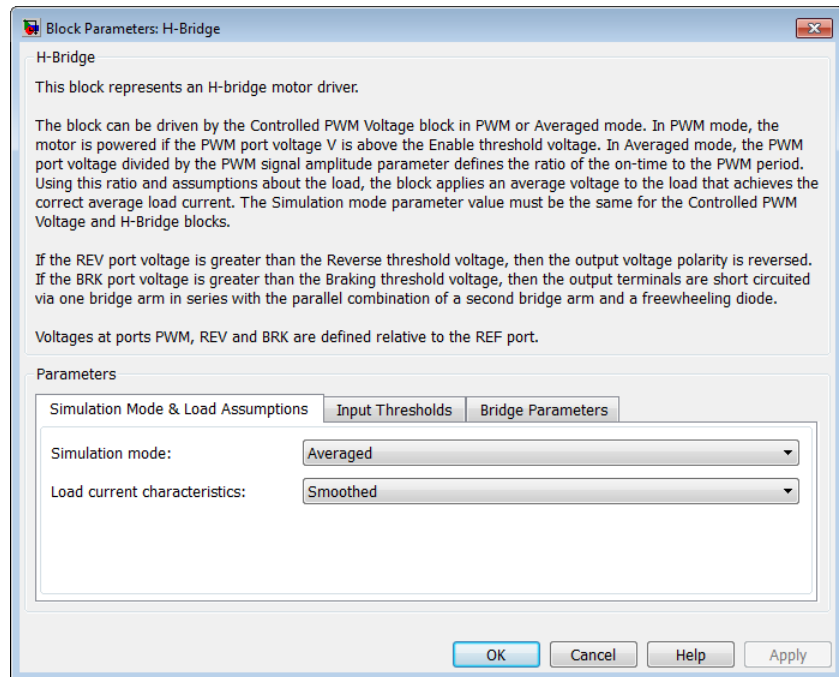 Block Parameters: H-Bridge
H-Bridge
This block represents an H-bridge motor driver.
The block can be driven by the Controlled PWM Voltage block in PWM or Averaged mode. In PWM mode, the
motor is powered if the PWM port voltage V is above the Enable threshold voltage. In Averaged mode, the PWM
port voltage divided by the PWM signal amplitude parameter defines the ratio of the on-time to the PWM period.
Using this ratio and assumptions about the load, the block applies an average voltage to the load that achieves the
correct average load current. The Simulation mode parameter value must be the same for the Controlled PWM
Voltage and H-Bridge blocks.
If the REV port voltage is greater than the Reverse threshold voltage, then the output voltage polarity is reversed.
If the BRK port voltage is greater than the Braking threshold voltage, then the output terminals are short circuited
via one bridge arm in series with the parallel combination of a second bridge arm and a freewheeling diode.
Voltages at ports PWM, REV and BRK are defined relative to the REF port.
Parameters
Simulation Mode & Load Assumptions Input Thresholds Bridge Parameters
Simulation mode: Averaged
Load current characteristics: Smoothed
OK Cancel Help Apply